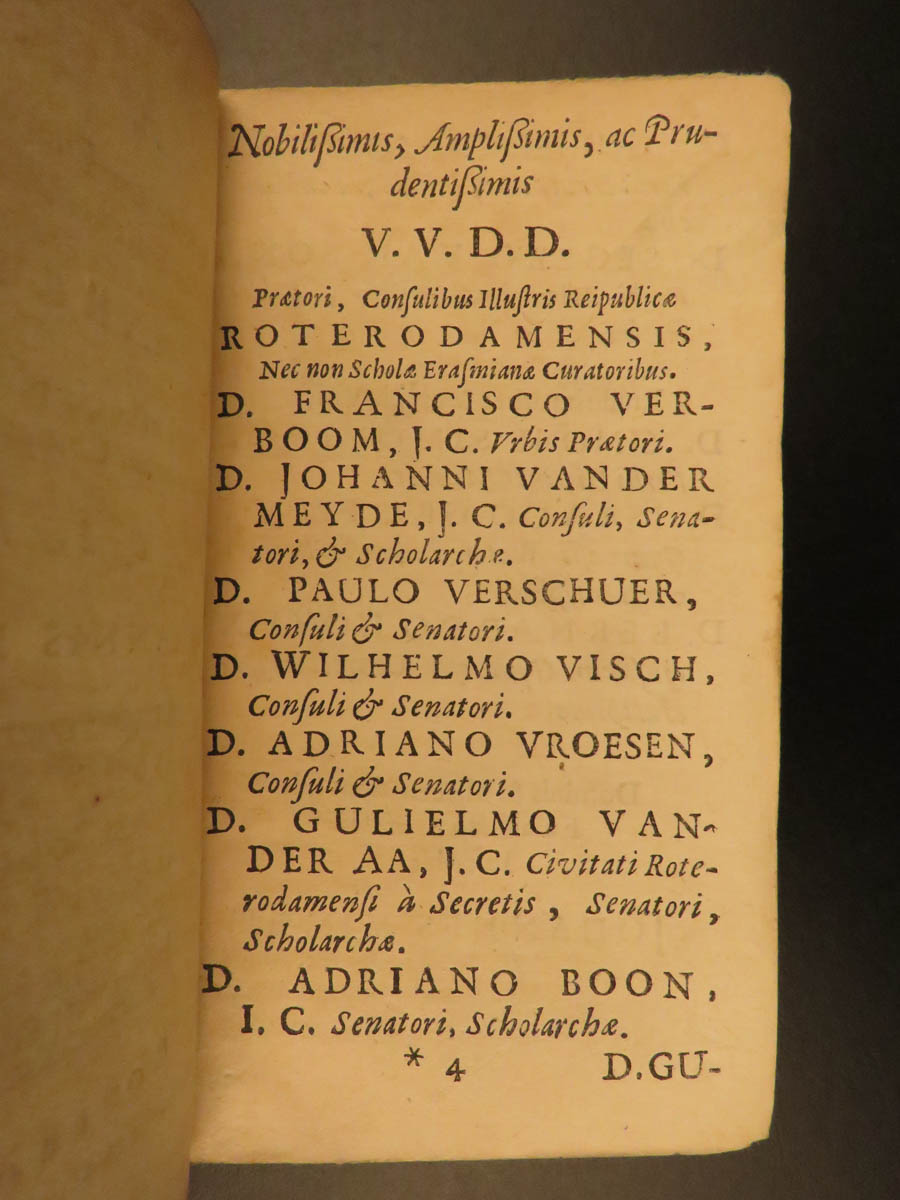 Nobilißimis, Amplißimis, ac Pru-
dentißimis
V. V. D. D.
Prætori, Conſulibus Illuſtris Reipublicæ
ROTERODAMENSIS,
Nec non Scholæ Eraſmianæ Curatoribus.
D. FRANCISCO VER-
BOOM, J. C. Vrbis Prætori.
D. JOHANNI VANDER
MEYDE, J. C. Conſuli, Sena-
tori, & Scholarchæ.
D. PAULO VERSCHUER,
Conſuli & Senatori.
D. WILHELMO VISCH,
Conſuli & Senatori.
D. ADRIANO VROESEN,
Conſuli & Senatori.
D. GULIELMO VAN-
DER AA, J. C. Civitati Rote-
rodamenſi à Secretis, Senatori,
Scholarchæ.
D. ADRIANO BOON,
I. C. Senatori, Scholarchæ.
* 4 D. GU-